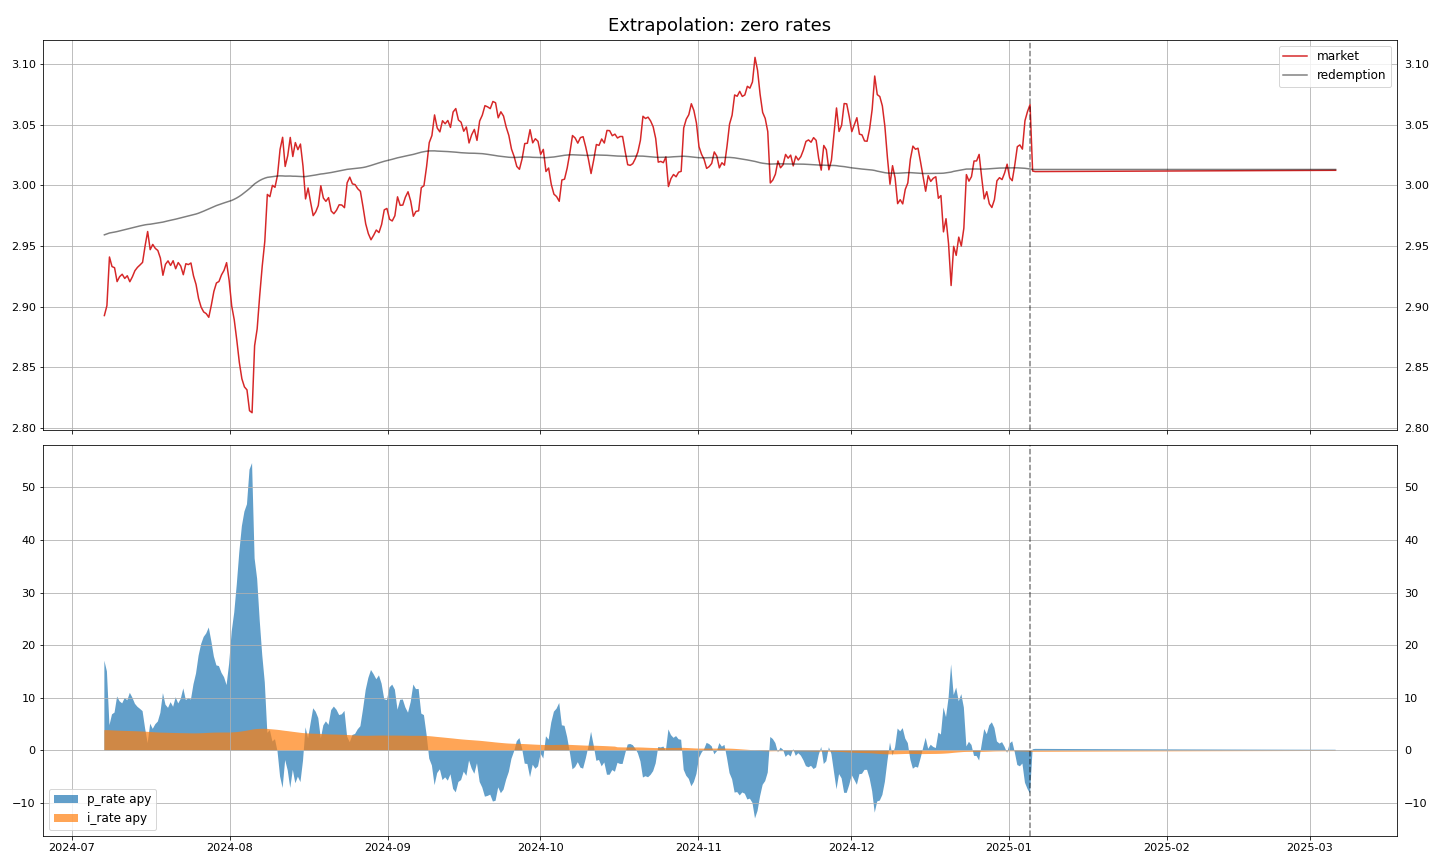 Extrapolation: zero rates
market
redemption
3.10 3.10
3.05 3.05
3.00 3.00
2.95 2.95
2.90 2.90
2.85 2.85
2.80 2.80
50 50
40 40
30 30
20 20
10 10
0 0
−10 −10
p_rate apy
i_rate apy
2024-07 2024-08 2024-09 2024-10 2024-11 2024-12 2025-01 2025-02 2025-03